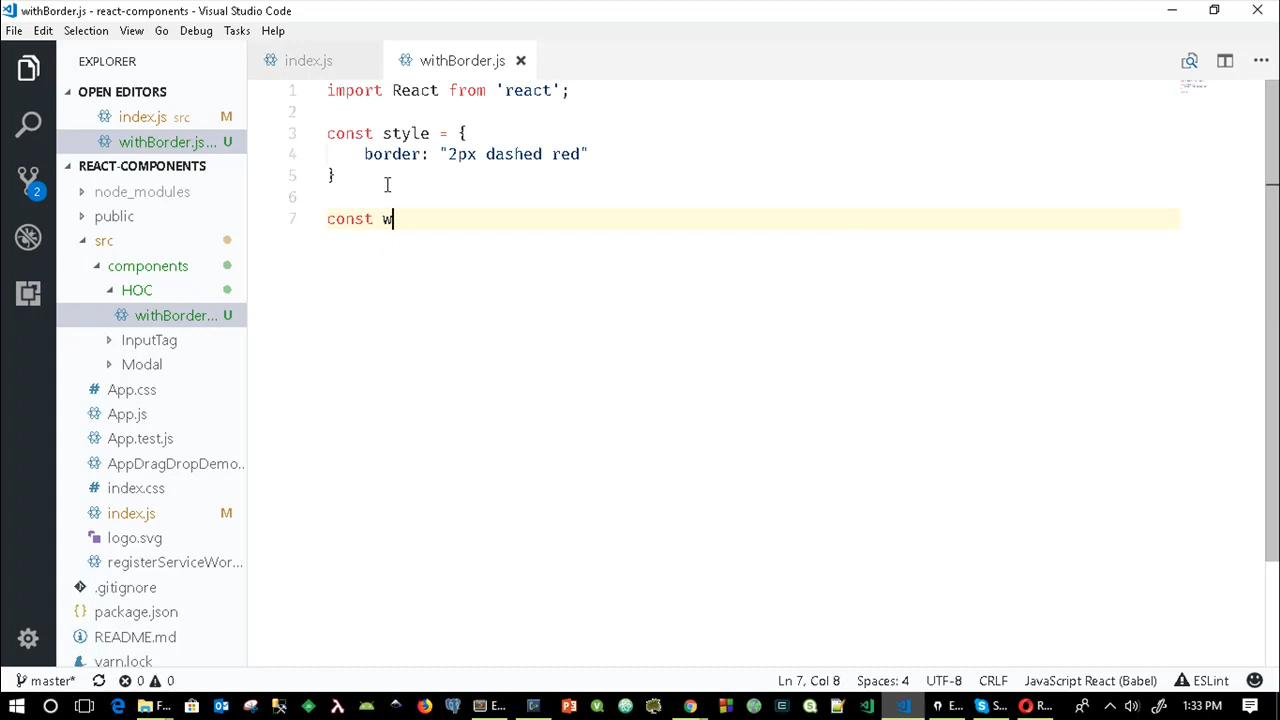 withBorder.js - react-components - Visual Studio Code
File Edit Selection View Go Debug Tasks Help
EXPLORER
OPEN EDITORS
index.js src M
withBorder.js... U
REACT-COMPONENTS
node_modules
public
src
components
HOC
withBorder... U
InputTag
Modal
App.css
App.js
App.test.js
AppDragDropDemo...
index.css
index.js M
logo.svg
registerServiceWor...
.gitignore
package.json
README.md
yarn.lock
2
index.js withBorder.js
1 import React from 'react';
2
3 const style = {
4 border: "2px dashed red"
5 }
6
7 const w
master* 0 0 Ln 7, Col 8 Spaces: 4 UTF-8 CRLF JavaScript React (Babel) ESLint
F... E... E... S... R... 1:33 PM